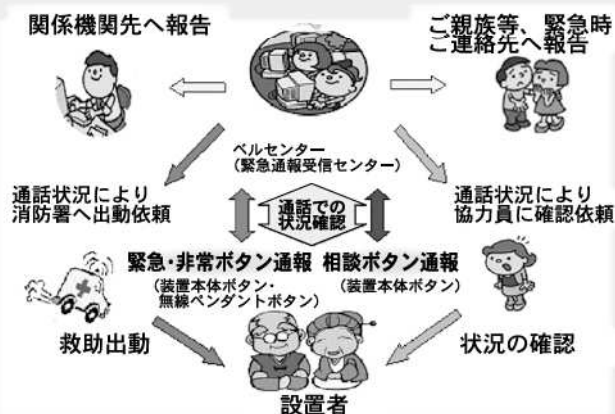 関係機関先へ報告
ご親族等、緊急時
ご連絡先へ報告
ベルセンター
（緊急通報受信センター）
通話状況により
消防署へ出動依頼
通話での
状況確認
通話状況により
協力員に確認依頼
緊急・非常ボタン通報
（装置本体ボタン・
無線ペンダントボタン）
相談ボタン通報
（装置本体ボタン）
救助出動
状況の確認
設置者